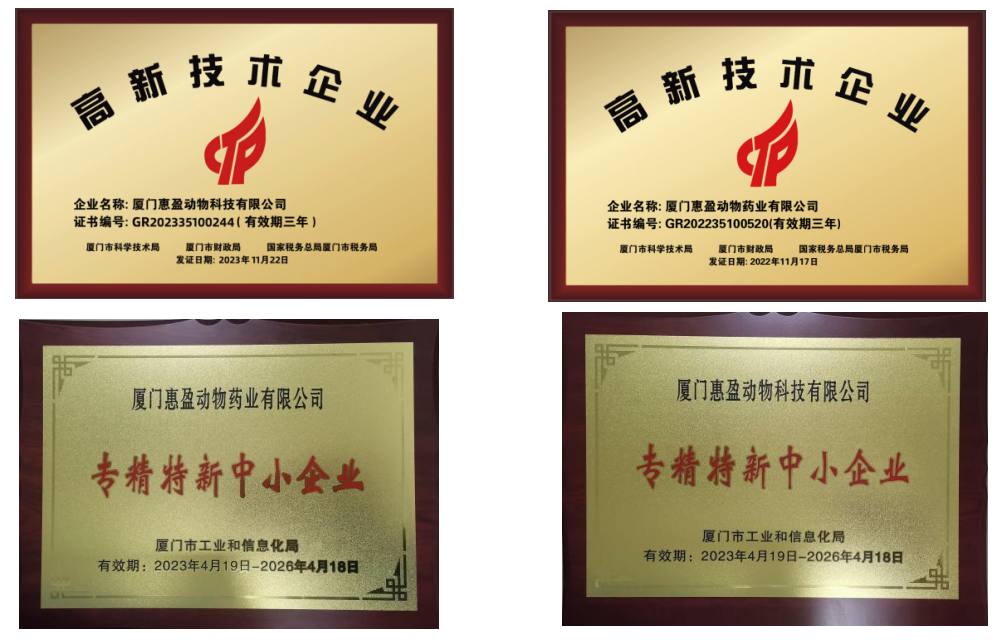 高新技术企业
CTP
企业名称: 厦门惠盈动物科技有限公司
证书编号: GR202335100244 ( 有效期三年 )
厦门市科学技术局 厦门市财政局 国家税务总局厦门市税务局
发证日期: 2023年11月22日
高新技术企业
CTP
企业名称: 厦门惠盈动物药业有限公司
证书编号: GR202235100520(有效期三年)
厦门市科学技术局 厦门市财政局 国家税务总局厦门市税务局
发证日期: 2022年11月17日
厦门惠盈动物药业有限公司
专精特新中小企业
厦门市工业和信息化局
有效期：2023年4月19日-2026年4月18日
厦门惠盈动物科技有限公司
专精特新中小企业
厦门市工业和信息化局
有效期：2023年4月19日-2026年4月18日